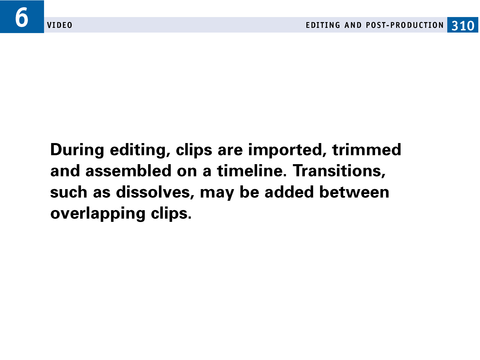 6
VIDEO
EDITING AND POST-PRODUCTION 310
During editing, clips are imported, trimmed
and assembled on a timeline. Transitions,
such as dissolves, may be added between
overlapping clips.